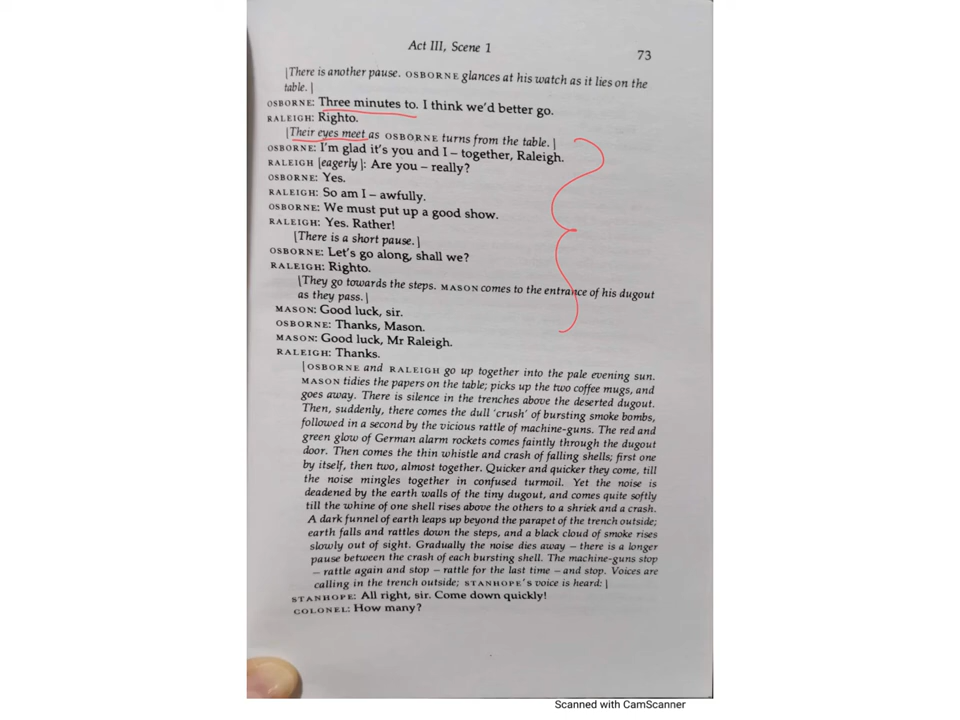 Act III, Scene 1
73
[There is another pause. OSBORNE glances at his watch as it lies on the
table.]
OSBORNE: Three minutes to. I think we'd better go.
RALEIGH: Righto.
[Their eyes meet as OSBORNE turns from the table.]
OSBORNE: I'm glad it's you and I – together, Raleigh.
RALEIGH [eagerly]: Are you – really?
OSBORNE: Yes.
RALEIGH: So am I – awfully.
OSBORNE: We must put up a good show.
RALEIGH: Yes. Rather!
[There is a short pause.]
OSBORNE: Let's go along, shall we?
RALEIGH: Righto.
[They go towards the steps. MASON comes to the entrance of his dugout
as they pass.]
MASON: Good luck, sir.
OSBORNE: Thanks, Mason.
MASON: Good luck, Mr Raleigh.
RALEIGH: Thanks.
[OSBORNE and RALEIGH go up together into the pale evening sun.
MASON tidies the papers on the table; picks up the two coffee mugs, and
goes away. There is silence in the trenches above the deserted dugout.
Then, suddenly, there comes the dull 'crush' of bursting smoke bombs,
followed in a second by the vicious rattle of machine-guns. The red and
green glow of German alarm rockets comes faintly through the dugout
door. Then comes the thin whistle and crash of falling shells; first one
by itself, then two, almost together. Quicker and quicker they come, till
the noise mingles together in confused turmoil. Yet the noise is
deadened by the earth walls of the tiny dugout, and comes quite softly
till the whine of one shell rises above the others to a shriek and a crash.
A dark funnel of earth leaps up beyond the parapet of the trench outside;
earth falls and rattles down the steps, and a black cloud of smoke rises
slowly out of sight. Gradually the noise dies away – there is a longer
pause between the crash of each bursting shell. The machine-guns stop
– rattle again and stop – rattle for the last time – and stop. Voices are
calling in the trench outside; STANHOPE's voice is heard:]
STANHOPE: All right, sir. Come down quickly!
COLONEL: How many?
Scanned with CamScanner